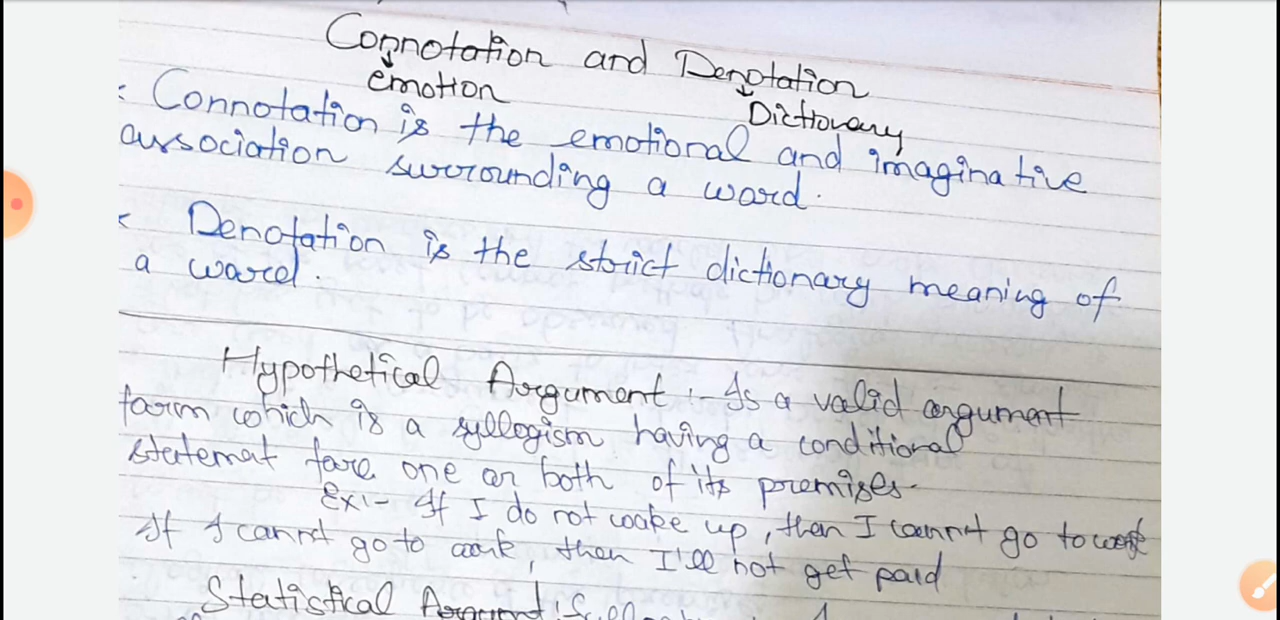 Connotation and Denotation
emotion
Dictionary
Connotation is the emotional and imaginative
association surrounding a word.
Denotation is the strict dictionary meaning of
a word.
Hypothetical Argument :- Is a valid argument
form which is a syllogism having a conditional
statemat for one or both of its premises.
Ex:- If I do not wake up, then I cannot go to work
If I cannot go to work, then I'll not get paid
Statistical Argument :-